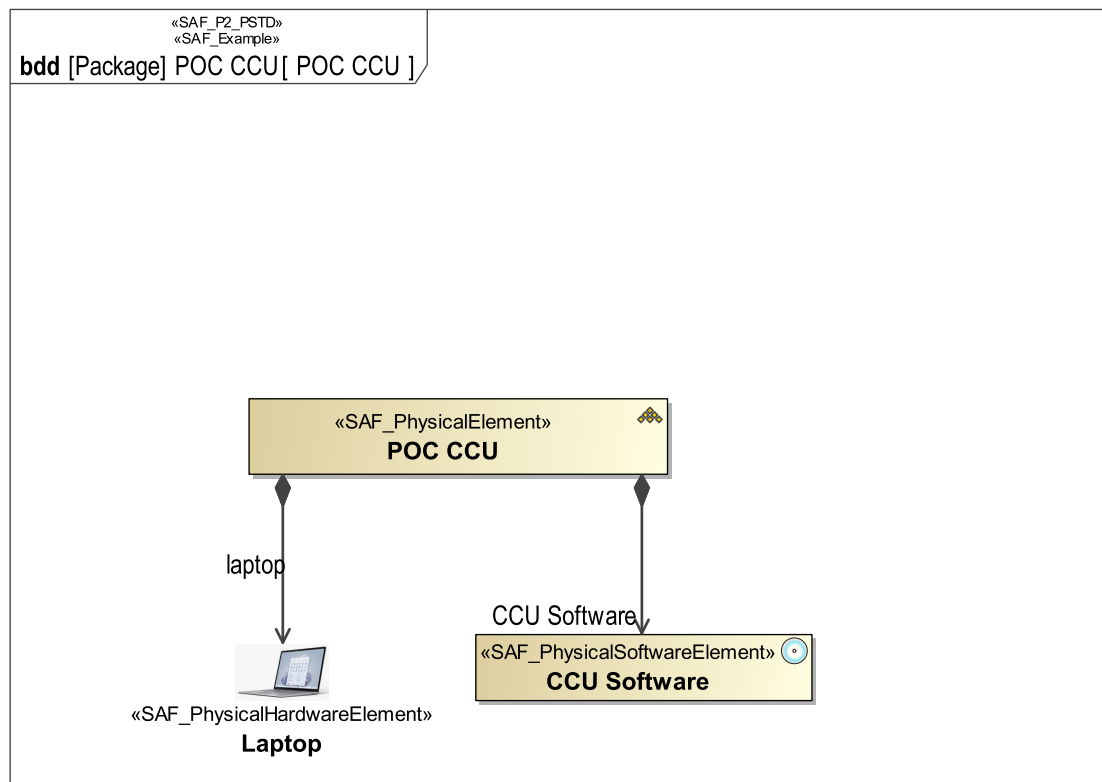 «SAF_P2_PSTD»
«SAF_Example»
bdd [Package] POC CCU[ POC CCU ]
«SAF_PhysicalElement»
POC CCU
laptop
CCU Software
«SAF_PhysicalSoftwareElement»
CCU Software
«SAF_PhysicalHardwareElement»
Laptop